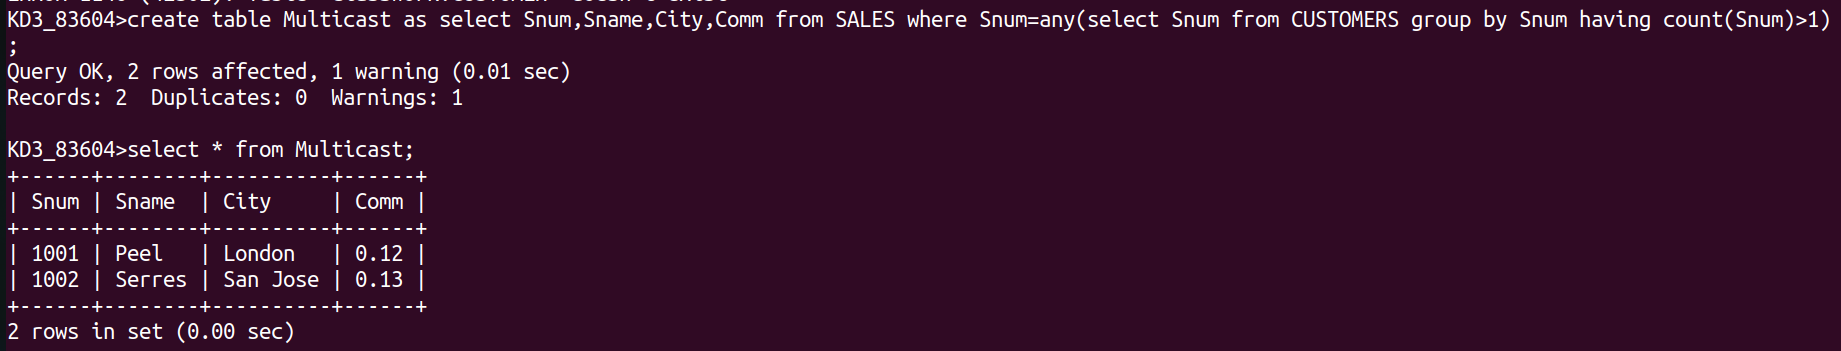 KD3_83604>create table Multicast as select Snum,Sname,City,Comm from SALES where Snum=any(select Snum from CUSTOMERS group by Snum having count(Snum)>1)
;
Query OK, 2 rows affected, 1 warning (0.01 sec)
Records: 2  Duplicates: 0  Warnings: 1

KD3_83604>select * from Multicast;
+------+--------+----------+------+
| Snum | Sname  | City     | Comm |
+------+--------+----------+------+
| 1001 | Peel   | London   | 0.12 |
| 1002 | Serres | San Jose | 0.13 |
+------+--------+----------+------+
2 rows in set (0.00 sec)